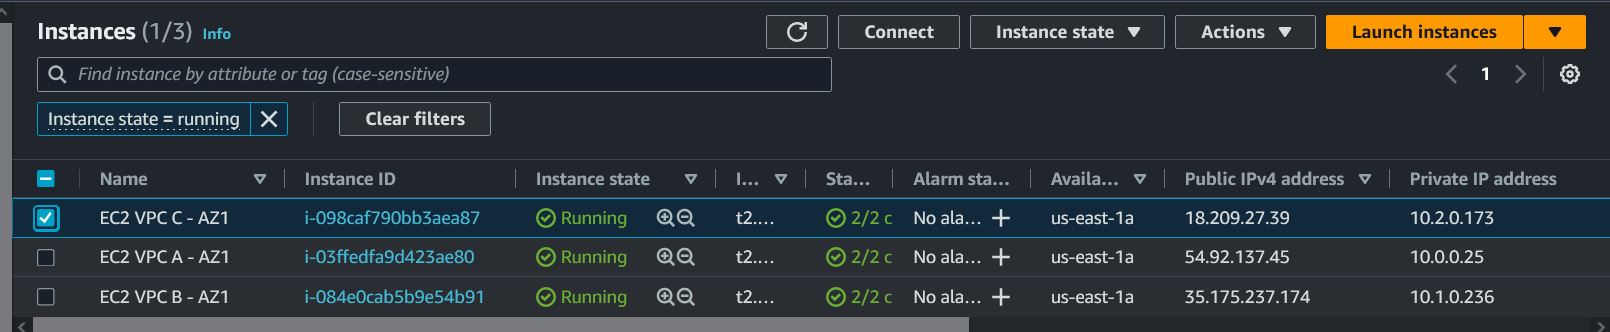 Instances (1/3) Info
Connect Instance state Actions Launch instances
Find instance by attribute or tag (case-sensitive)
1
Instance state = running Clear filters
Name Instance ID Instance state I... Sta... Alarm sta... Availa... Public IPv4 address Private IP address
EC2 VPC C - AZ1 i-098caf790bb3aea87 Running t2.... 2/2 c No ala... us-east-1a 18.209.27.39 10.2.0.173
EC2 VPC A - AZ1 i-03ffedfa9d423ae80 Running t2.... 2/2 c No ala... us-east-1a 54.92.137.45 10.0.0.25
EC2 VPC B - AZ1 i-084e0cab5b9e54b91 Running t2.... 2/2 c No ala... us-east-1a 35.175.237.174 10.1.0.236